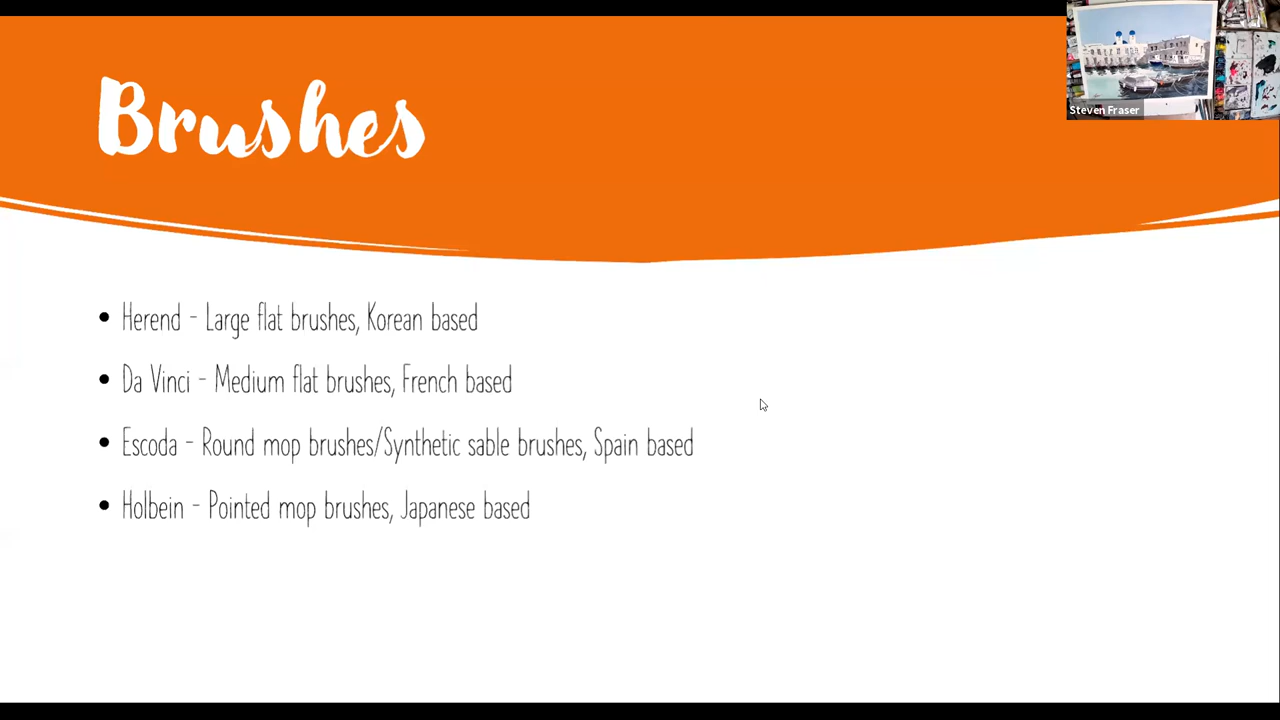 Brushes
Steven Fraser
• Herend - Large flat brushes, Korean based
• Da Vinci - Medium flat brushes, French based
• Escoda - Round mop brushes/Synthetic sable brushes, Spain based
• Holbein - Pointed mop brushes, Japanese based